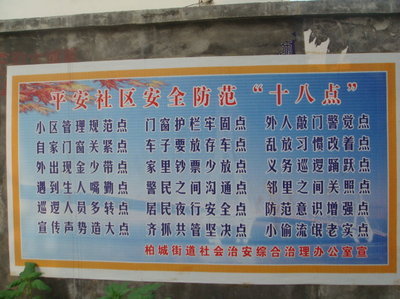 平安社区安全防范“十八点”
小区管理规范点 门窗护栏牢固点 外人敲门警觉点
自家门窗关紧点 车子要放存车点 乱放习惯改着点
外出现金少带点 家里钞票少放点 义务巡逻踊跃点
遇到生人嘴勤点 警民之间沟通点 邻里之间关照点
巡逻人员多转点 居民夜行安全点 防范意识增强点
宣传声势造大点 齐抓共管坚决点 小偷流氓老实点
柏城街道社会治安综合治理办公室宣